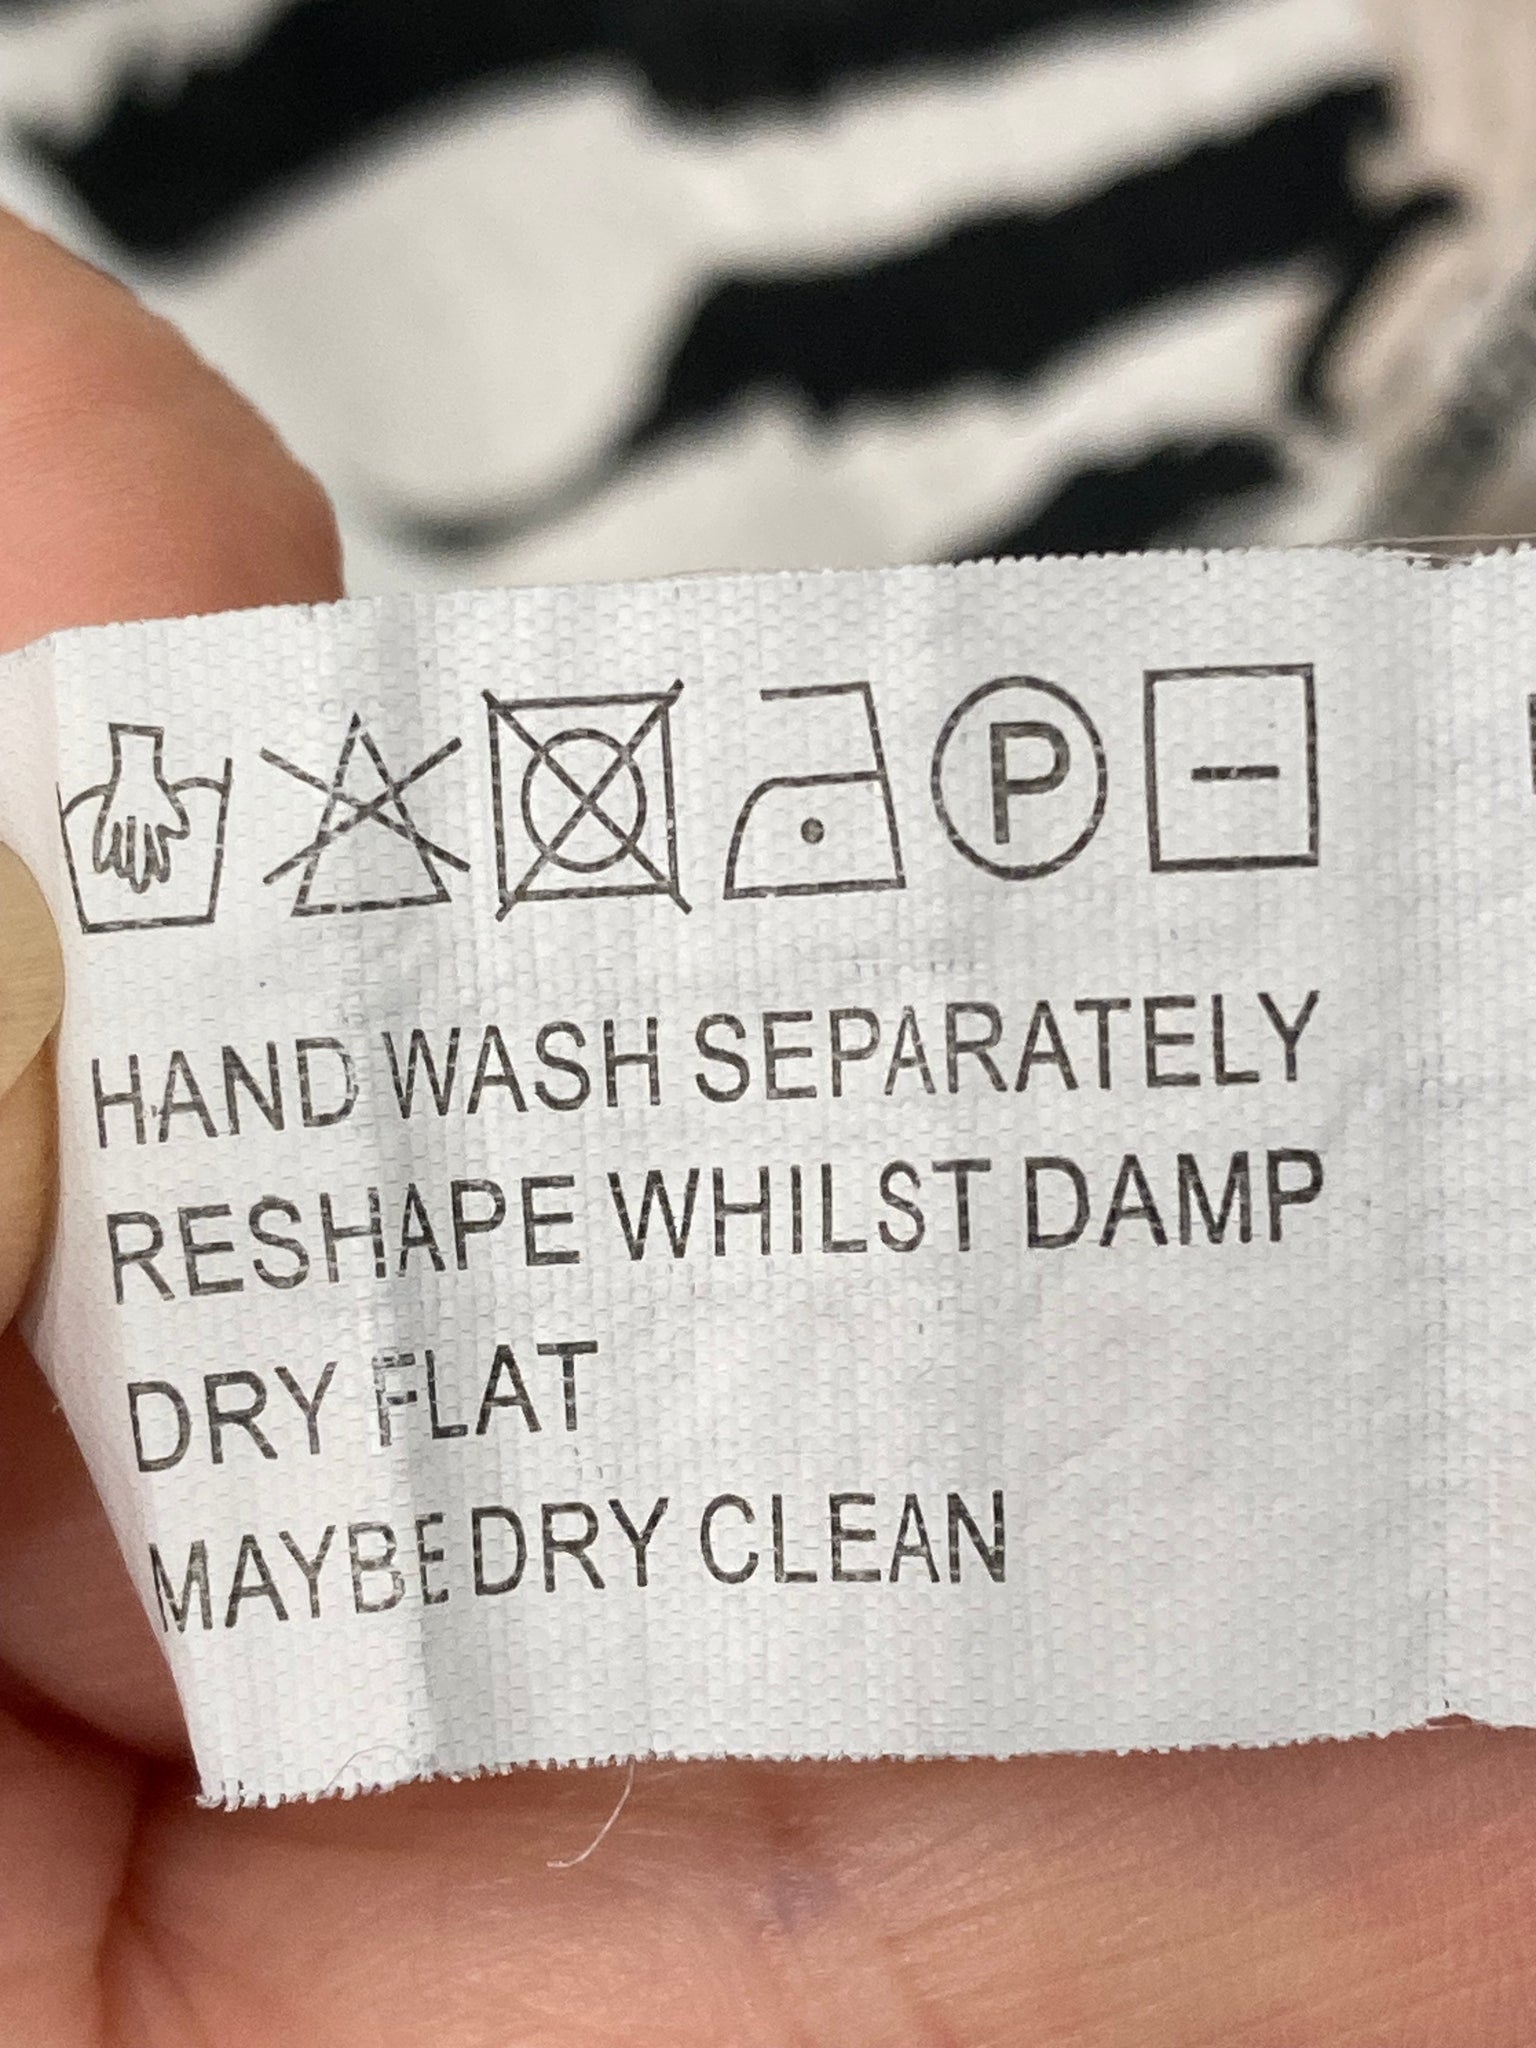 P
HAND WASH SEPARATELY
RESHAPE WHILST DAMP
DRY FLAT
MAYBE DRY CLEAN